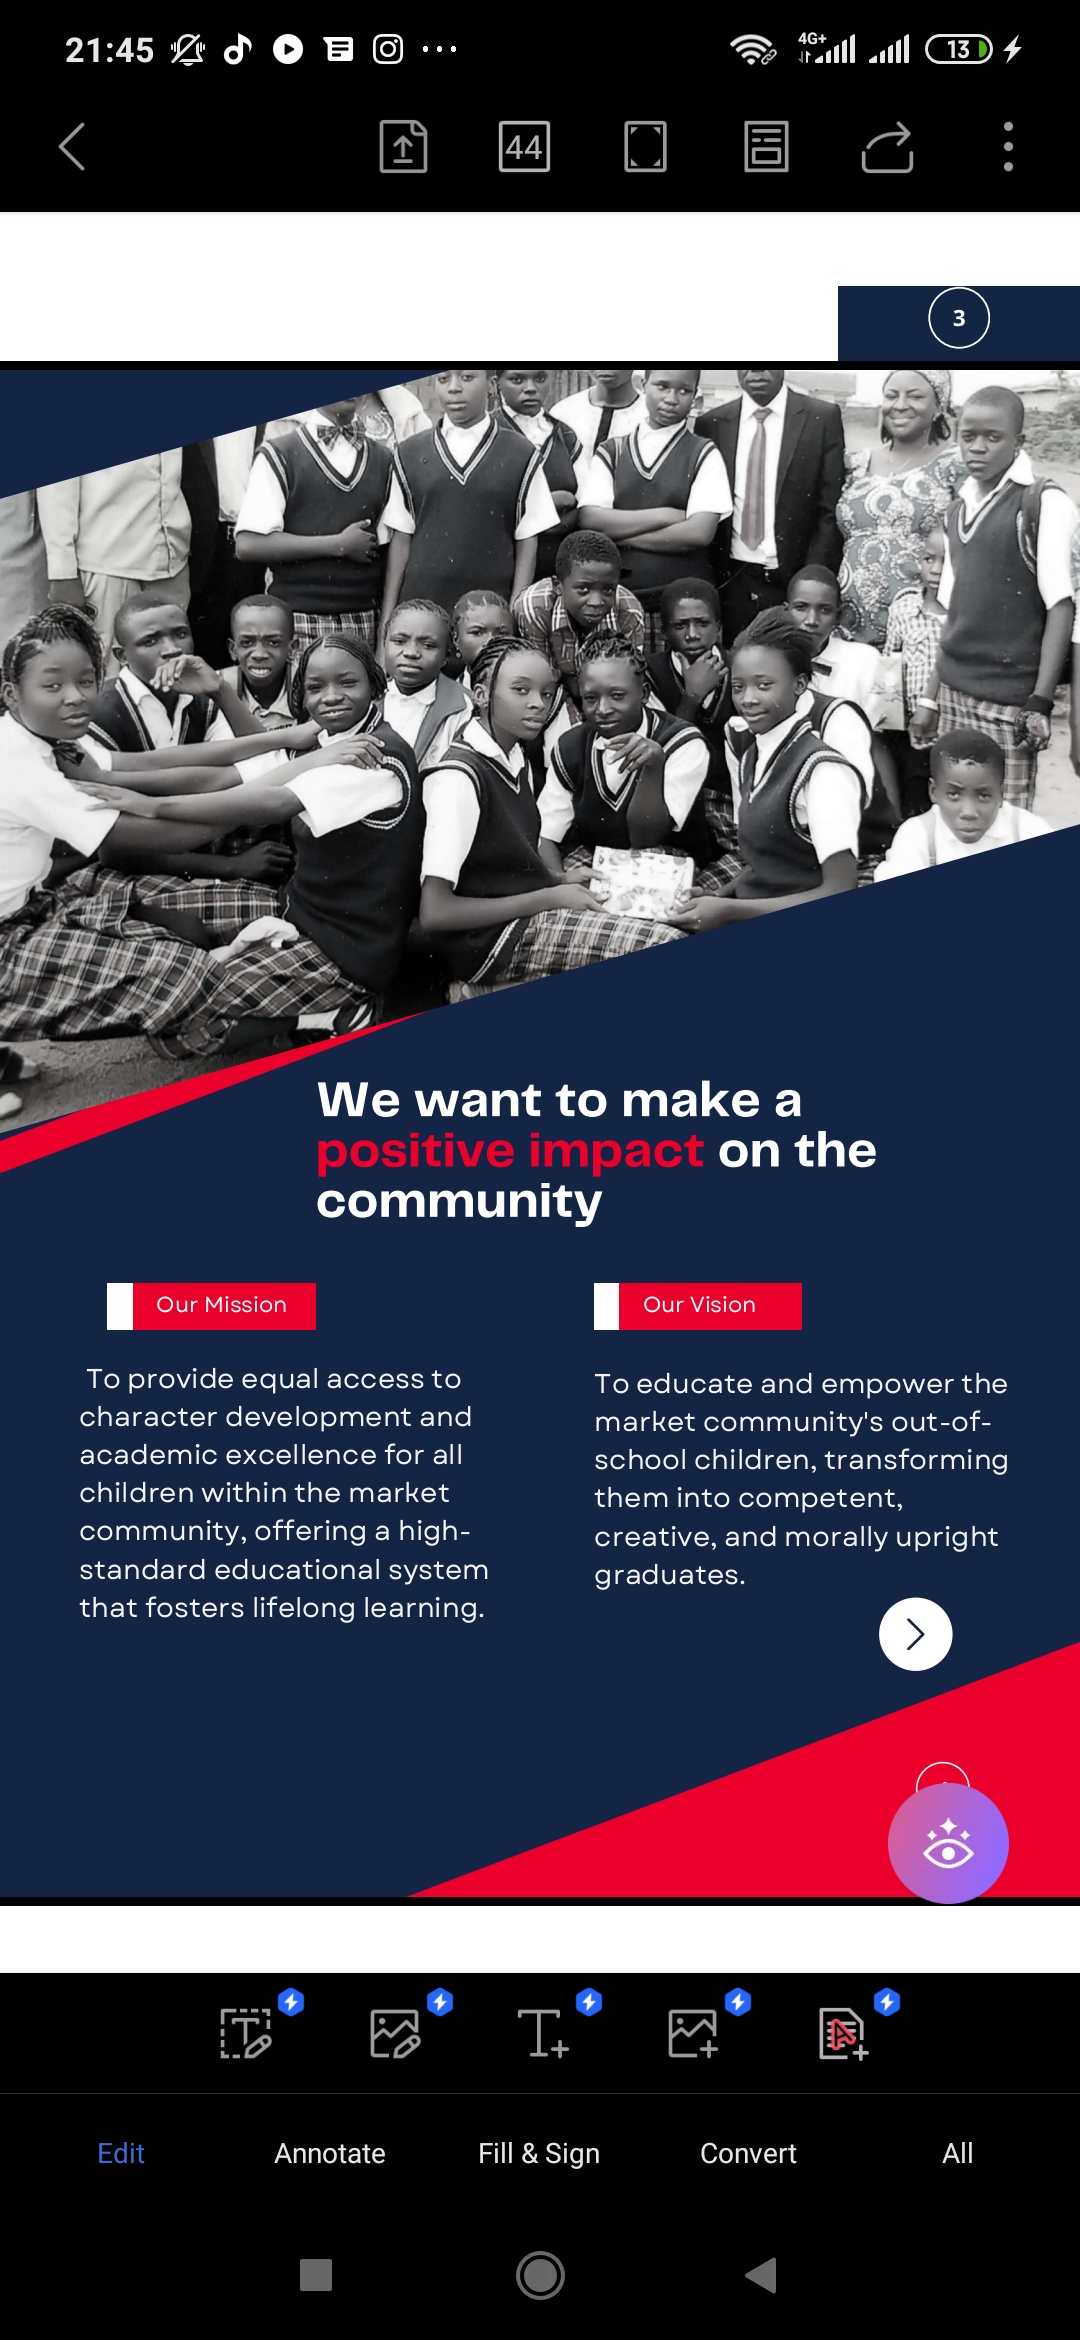 21:45
4G+
13
44
3
We want to make a
positive impact on the
community
Our Mission
Our Vision
To provide equal access to
character development and
academic excellence for all
children within the market
community, offering a high-
standard educational system
that fosters lifelong learning.
To educate and empower the
market community's out-of-
school children, transforming
them into competent,
creative, and morally upright
graduates.
Edit
Annotate
Fill & Sign
Convert
All